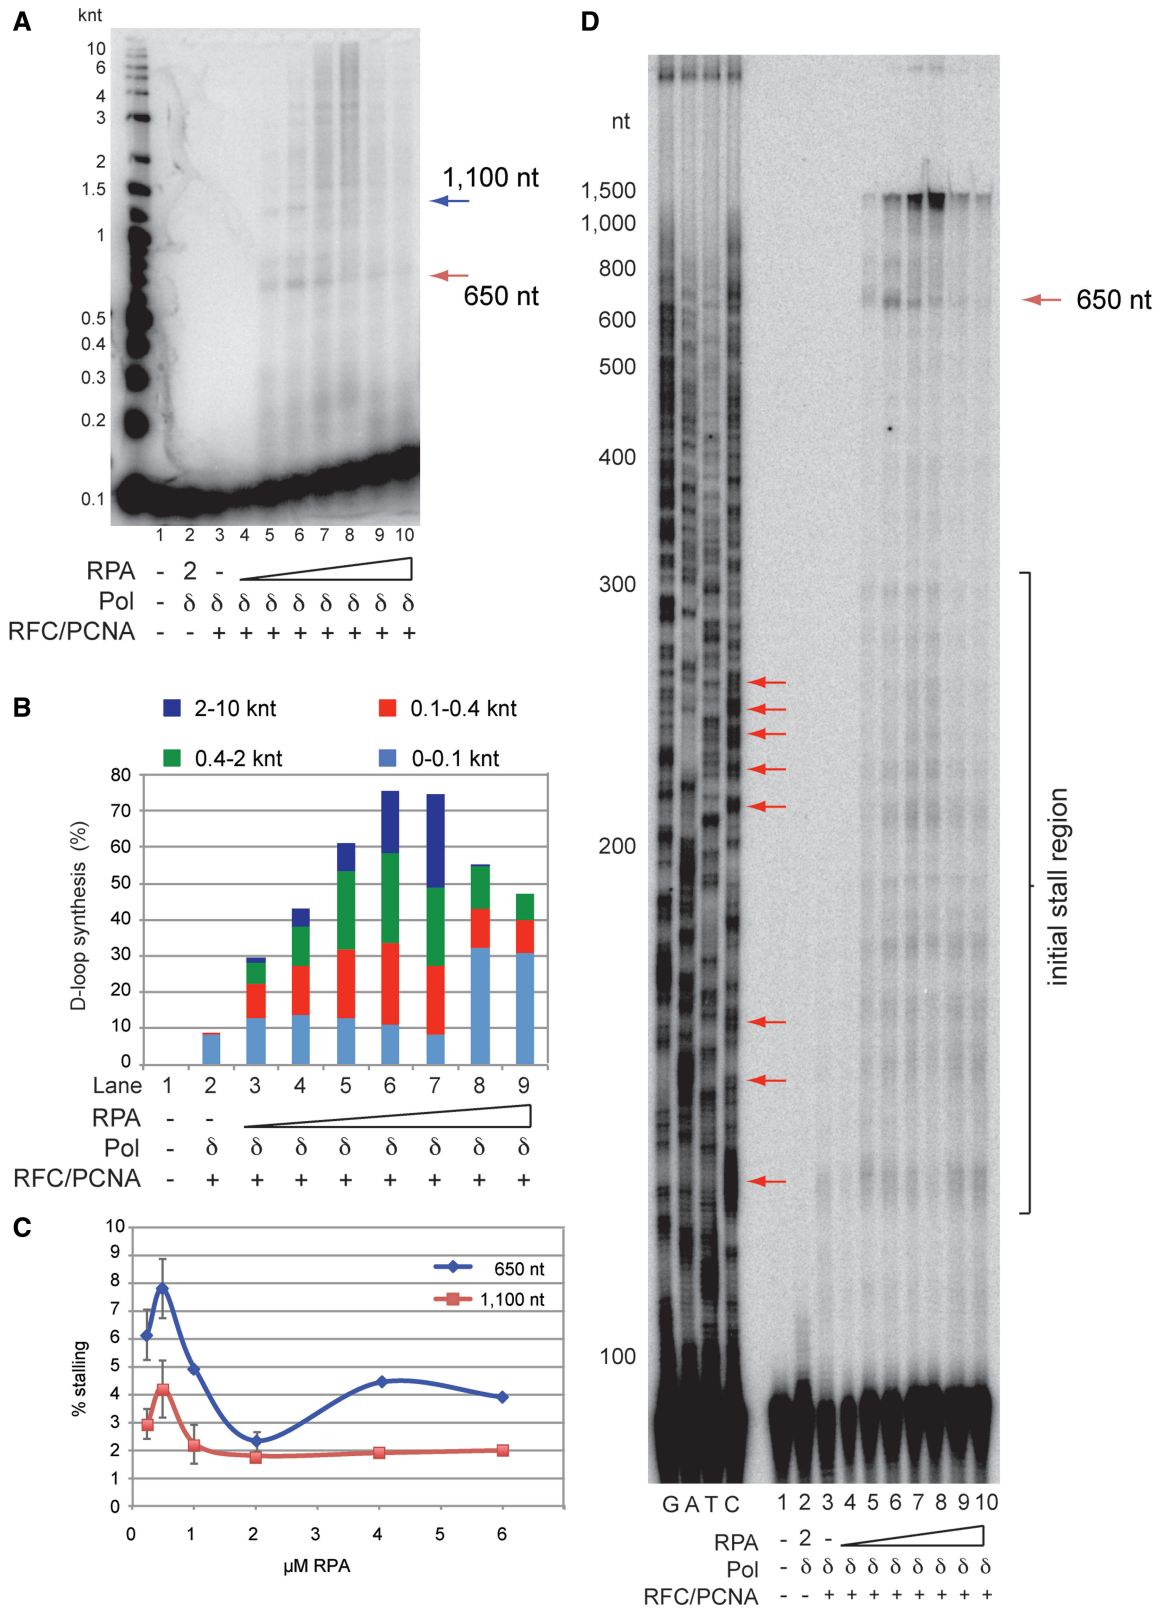 A
knt
10
6
4
3
2
1.5
1
0.5
0.4
0.3
0.2
0.1
1,100 nt
650 nt
1 2 3 4 5 6 7 8 9 10
RPA - 2 -
Pol - δ δ δ δ δ δ δ δ δ
RFC/PCNA - - + + + + + + + +
B
2-10 knt
0.1-0.4 knt
0.4-2 knt
0-0.1 knt
D-loop synthesis (%)
80
70
60
50
40
30
20
10
0
Lane 1 2 3 4 5 6 7 8 9
RPA - -
Pol - δ δ δ δ δ δ δ δ
RFC/PCNA - + + + + + + + +
C
% stalling
10
9
8
7
6
5
4
3
2
1
0
650 nt
1,100 nt
0 1 2 3 4 5 6
µM RPA
D
nt
1,500
1,000
800
600
500
400
300
200
100
650 nt
initial stall region
G A T C 1 2 3 4 5 6 7 8 9 10
RPA - 2 -
Pol - δ δ δ δ δ δ δ δ δ
RFC/PCNA - - + + + + + + + +